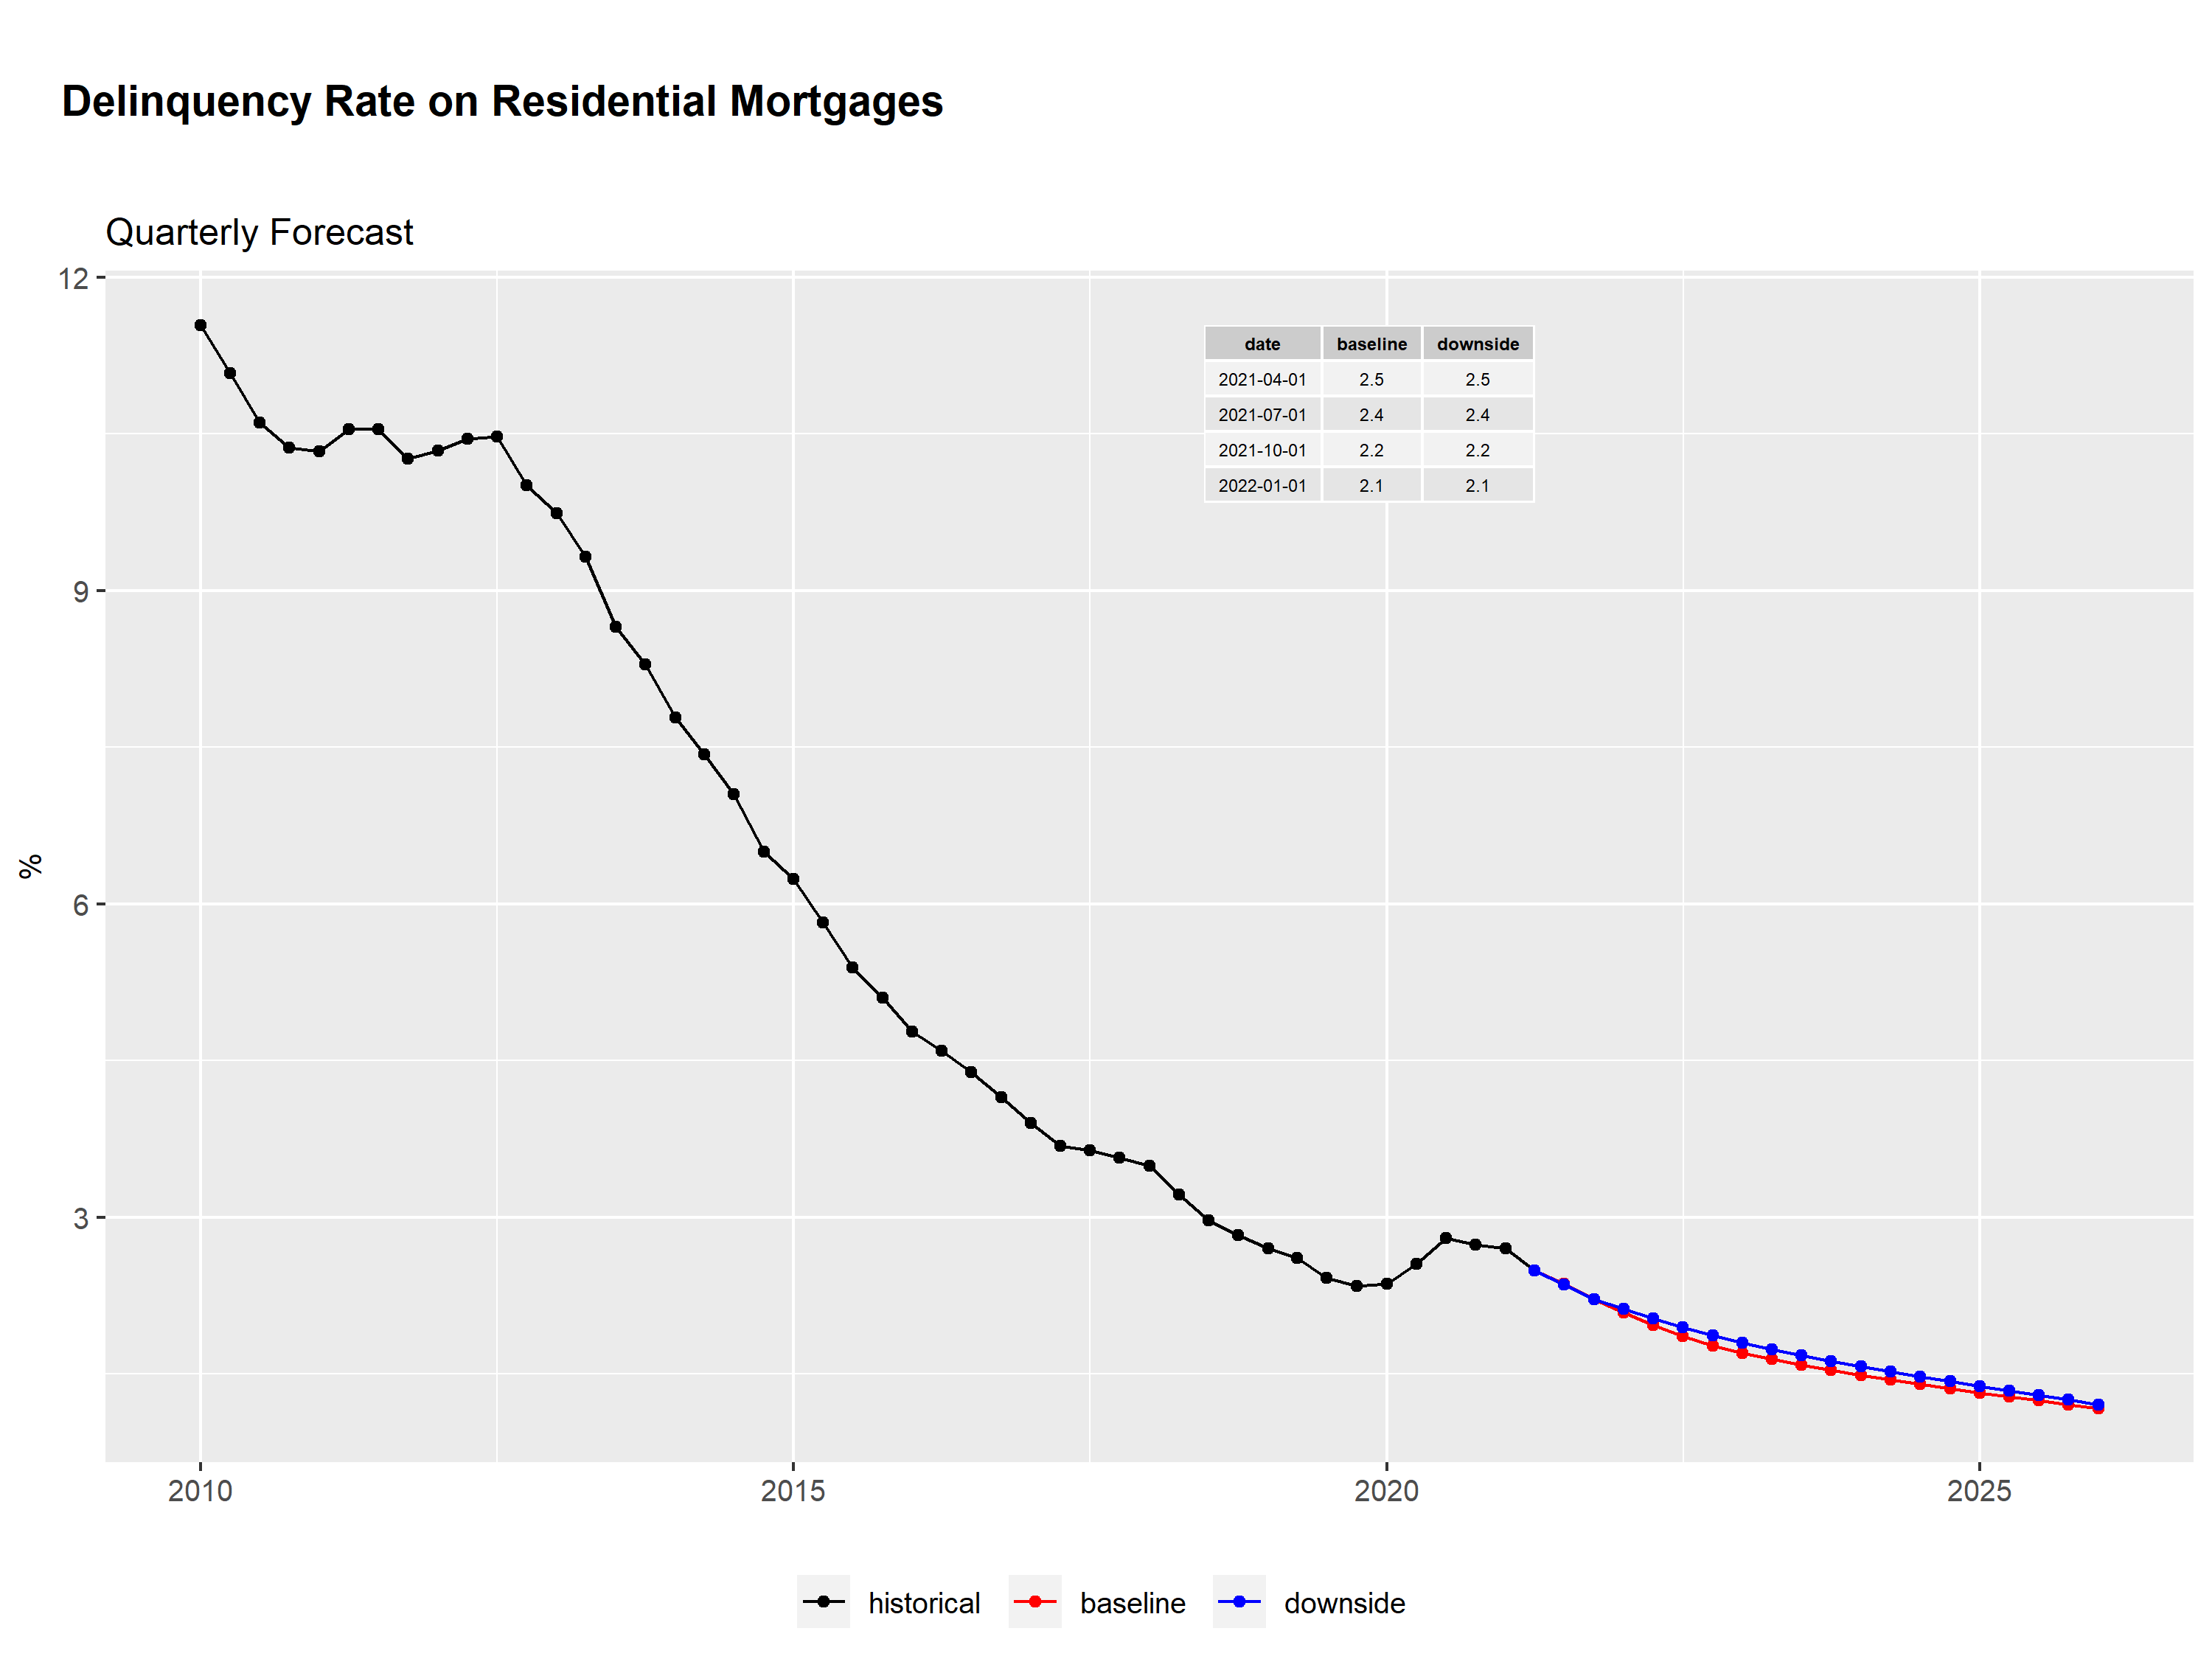 Delinquency Rate on Residential Mortgages
Quarterly Forecast
12
9
6
3
%
date baseline downside
2021-04-01 2.5 2.5
2021-07-01 2.4 2.4
2021-10-01 2.2 2.2
2022-01-01 2.1 2.1
2010 2015 2020 2025
historical baseline downside